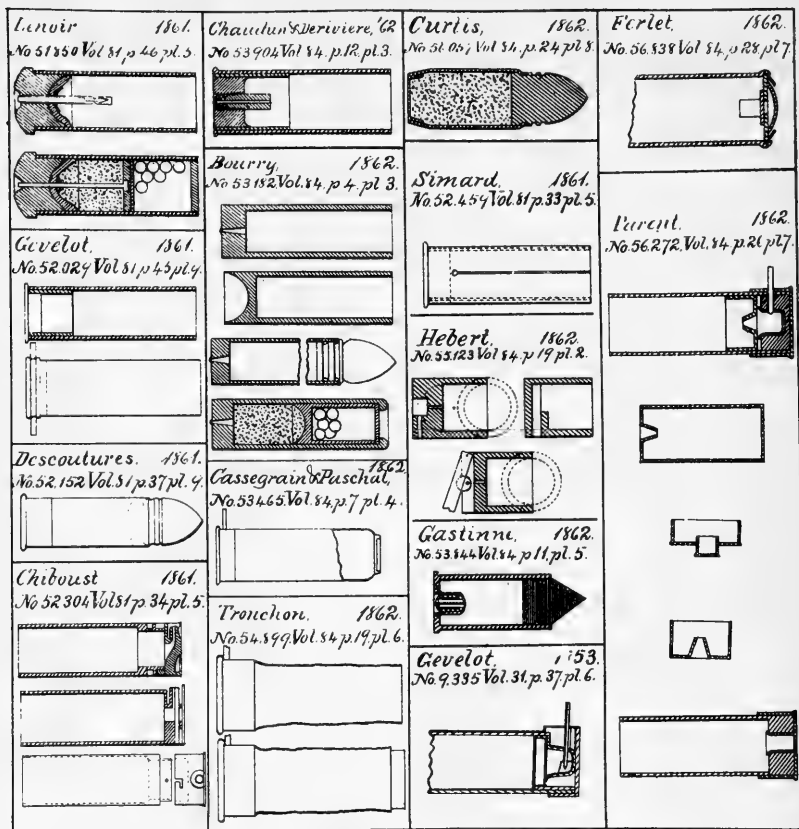 Lenoir 1861.
No 51850 Vol 81, p 46 pl. 5.
Gevelot. 1861.
No. 52.029 Vol 81, p 45 pl. 4.
Descoutures. 1861.
No. 52.152 Vol. 81 p 37 pl. 4.
Chiboust 1861.
No 52304 Vol 81 p. 34 pl. 5.
Chaudun & Deriviere, '62
No 53904 Vol 84. p. 12, pl. 3.
Bourry, 1862.
No 53182. Vol. 84. p 4. pl 3.
Cassegrain & Paschal, 1862
No. 53465. Vol. 84. p 7 pl. 4.
Tronchon. 1862.
No. 54.899. Vol. 84 p. 19, pl. 6.
Curtis, 1862.
Vol 84. p. 24 pl 8.
Simard, 1861.
No. 52.459 Vol. 81 p. 33 pl. 5.
Hebert, 1862.
No. 55.123 Vol 84. p 19 pl. 2.
Gastinne, 1862.
No. 53.844 Vol. 84 p 11, pl. 5.
Gevelot.
No. 9.335 Vol. 31. p. 37. pl. 6.
Ferlet, 1862.
No. 56.838 Vol 84, p 28, pl 7.
Parent. 1862.
No. 56.272, Vol. 84. p. 26 pl 7.